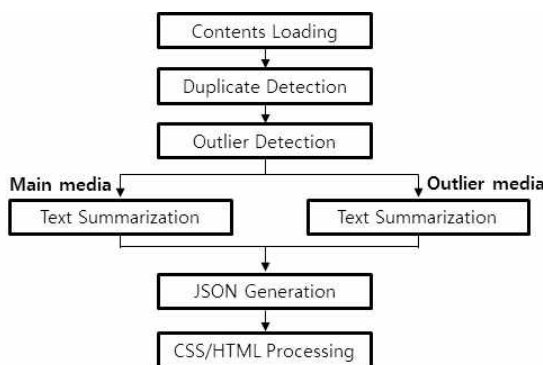 Contents Loading
Duplicate Detection
Outlier Detection
Main media
Outlier media
Text Summarization
Text Summarization
JSON Generation
CSS/HTML Processing